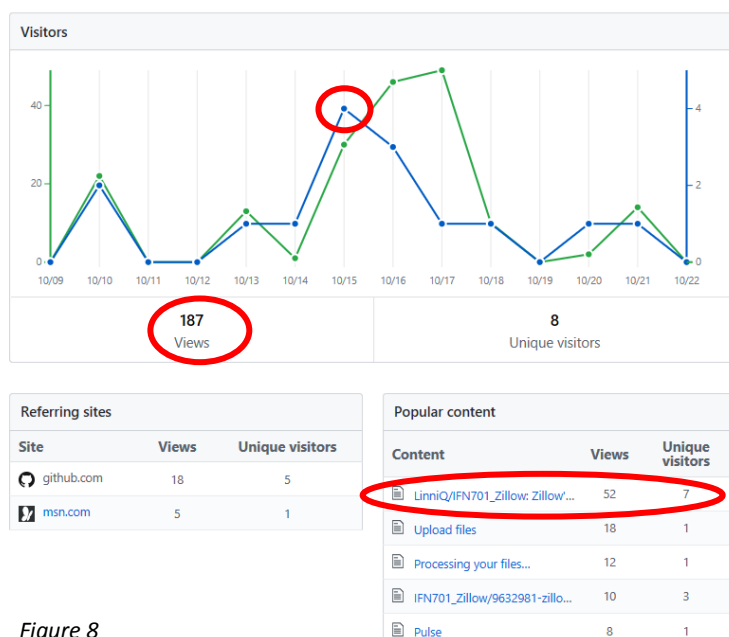 Visitors
40
20
0
4
2
0
10/09 10/10 10/11 10/12 10/13 10/14 10/15 10/16 10/17 10/18 10/19 10/20 10/21 10/22
187
Views
8
Unique visitors
Referring sites
Site Views Unique visitors
github.com 18 5
msn.com 5 1
Popular content
Content Views Unique visitors
LinniQ/IFN701_Zillow: Zillow'... 52 7
Upload files 18 1
Processing your files... 12 1
IFN701_Zillow/9632981-zillo... 10 3
Pulse 8 1
Figure 8